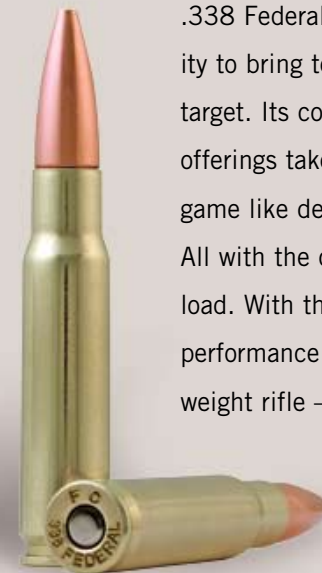 .338 Federal
ity to bring to
target. Its co
offerings take
game like de
All with the c
load. With th
performance
weight rifle –
F C
338 FEDERAL